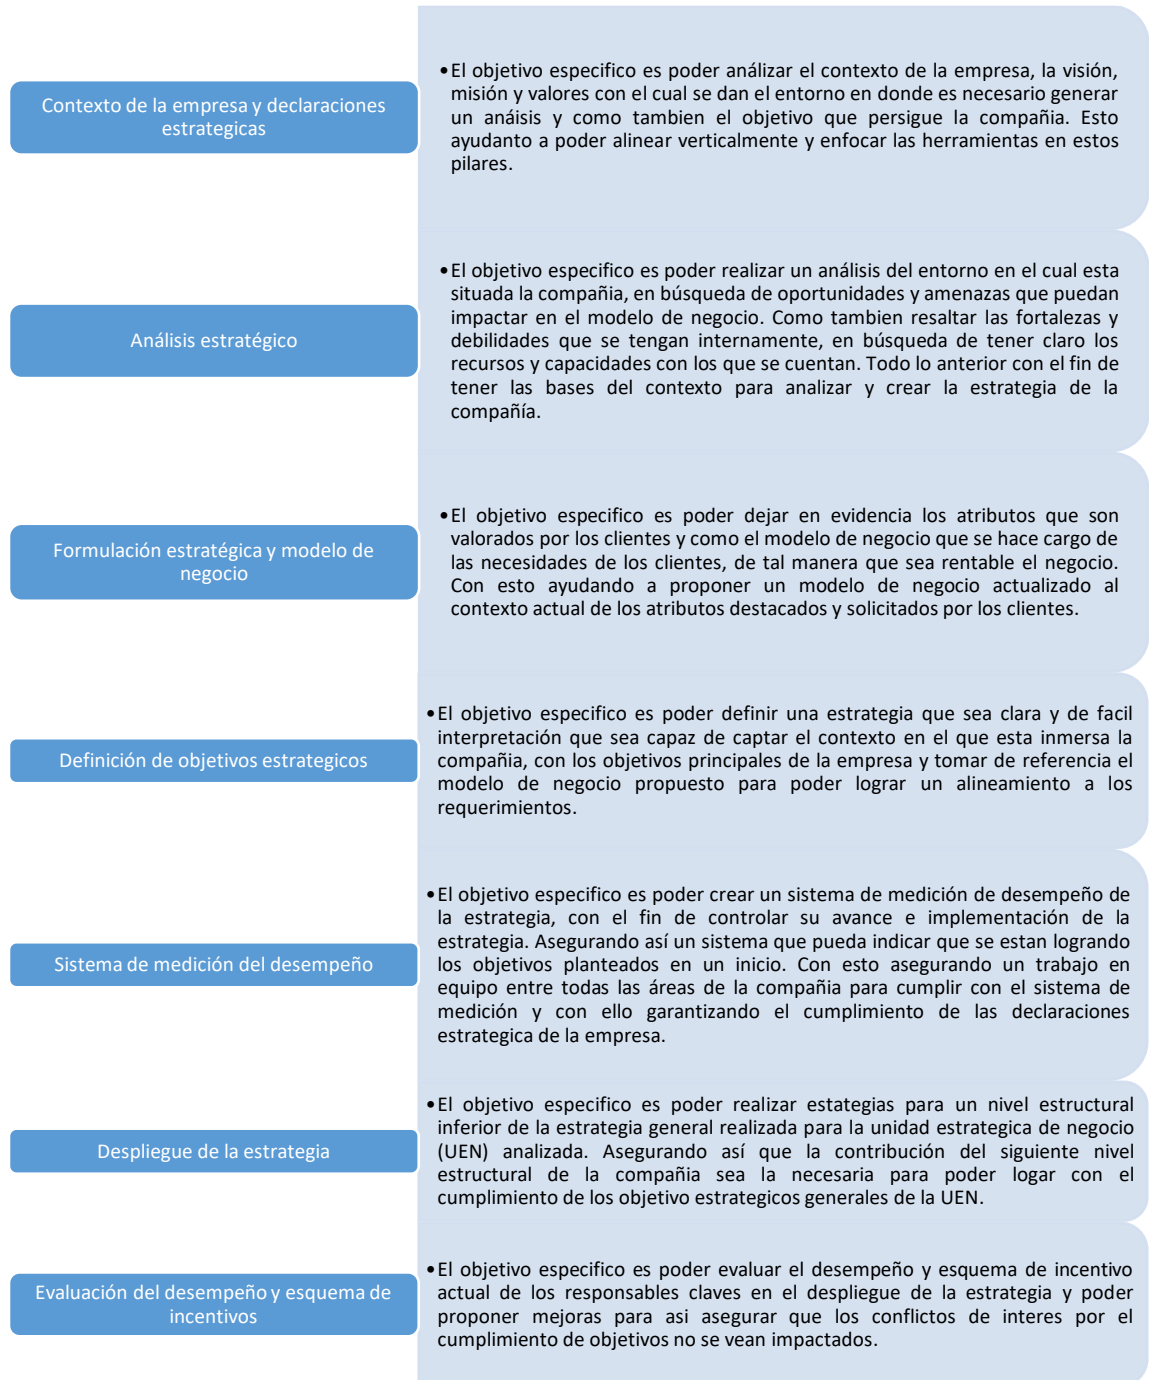 Contexto de la empresa y declaraciones
estrategicas
•El objetivo especifico es poder análizar el contexto de la empresa, la visión,
misión y valores con el cual se dan el entorno en donde es necesario generar
un anáisis y como tambien el objetivo que persigue la compañia. Esto
ayudanto a poder alinear verticalmente y enfocar las herramientas en estos
pilares.
Análisis estratégico
•El objetivo especifico es poder realizar un análisis del entorno en el cual esta
situada la compañia, en búsqueda de oportunidades y amenazas que puedan
impactar en el modelo de negocio. Como tambien resaltar las fortalezas y
debilidades que se tengan internamente, en búsqueda de tener claro los
recursos y capacidades con los que se cuentan. Todo lo anterior con el fin de
tener las bases del contexto para analizar y crear la estrategia de la
compañía.
Formulación estratégica y modelo de
negocio
•El objetivo especifico es poder dejar en evidencia los atributos que son
valorados por los clientes y como el modelo de negocio que se hace cargo de
las necesidades de los clientes, de tal manera que sea rentable el negocio.
Con esto ayudando a proponer un modelo de negocio actualizado al
contexto actual de los atributos destacados y solicitados por los clientes.
Definición de objetivos estrategicos
•El objetivo especifico es poder definir una estrategia que sea clara y de facil
interpretación que sea capaz de captar el contexto en el que esta inmersa la
compañia, con los objetivos principales de la empresa y tomar de referencia el
modelo de negocio propuesto para poder lograr un alineamiento a los
requerimientos.
Sistema de medición del desempeño
•El objetivo especifico es poder crear un sistema de medición de desempeño de
la estrategia, con el fin de controlar su avance e implementación de la
estrategia. Asegurando así un sistema que pueda indicar que se estan logrando
los objetivos planteados en un inicio. Con esto asegurando un trabajo en
equipo entre todas las áreas de la compañia para cumplir con el sistema de
medición y con ello garantizando el cumplimiento de las declaraciones
estrategica de la empresa.
Despliegue de la estrategia
•El objetivo especifico es poder realizar estategias para un nivel estructural
inferior de la estrategia general realizada para la unidad estrategica de negocio
(UEN) analizada. Asegurando así que la contribución del siguiente nivel
estructural de la compañia sea la necesaria para poder logar con el
cumplimiento de los objetivo estrategicos generales de la UEN.
Evaluación del desempeño y esquema de
incentivos
•El objetivo especifico es poder evaluar el desempeño y esquema de incentivo
actual de los responsables claves en el despliegue de la estrategia y poder
proponer mejoras para asi asegurar que los conflictos de interes por el
cumplimiento de objetivos no se vean impactados.